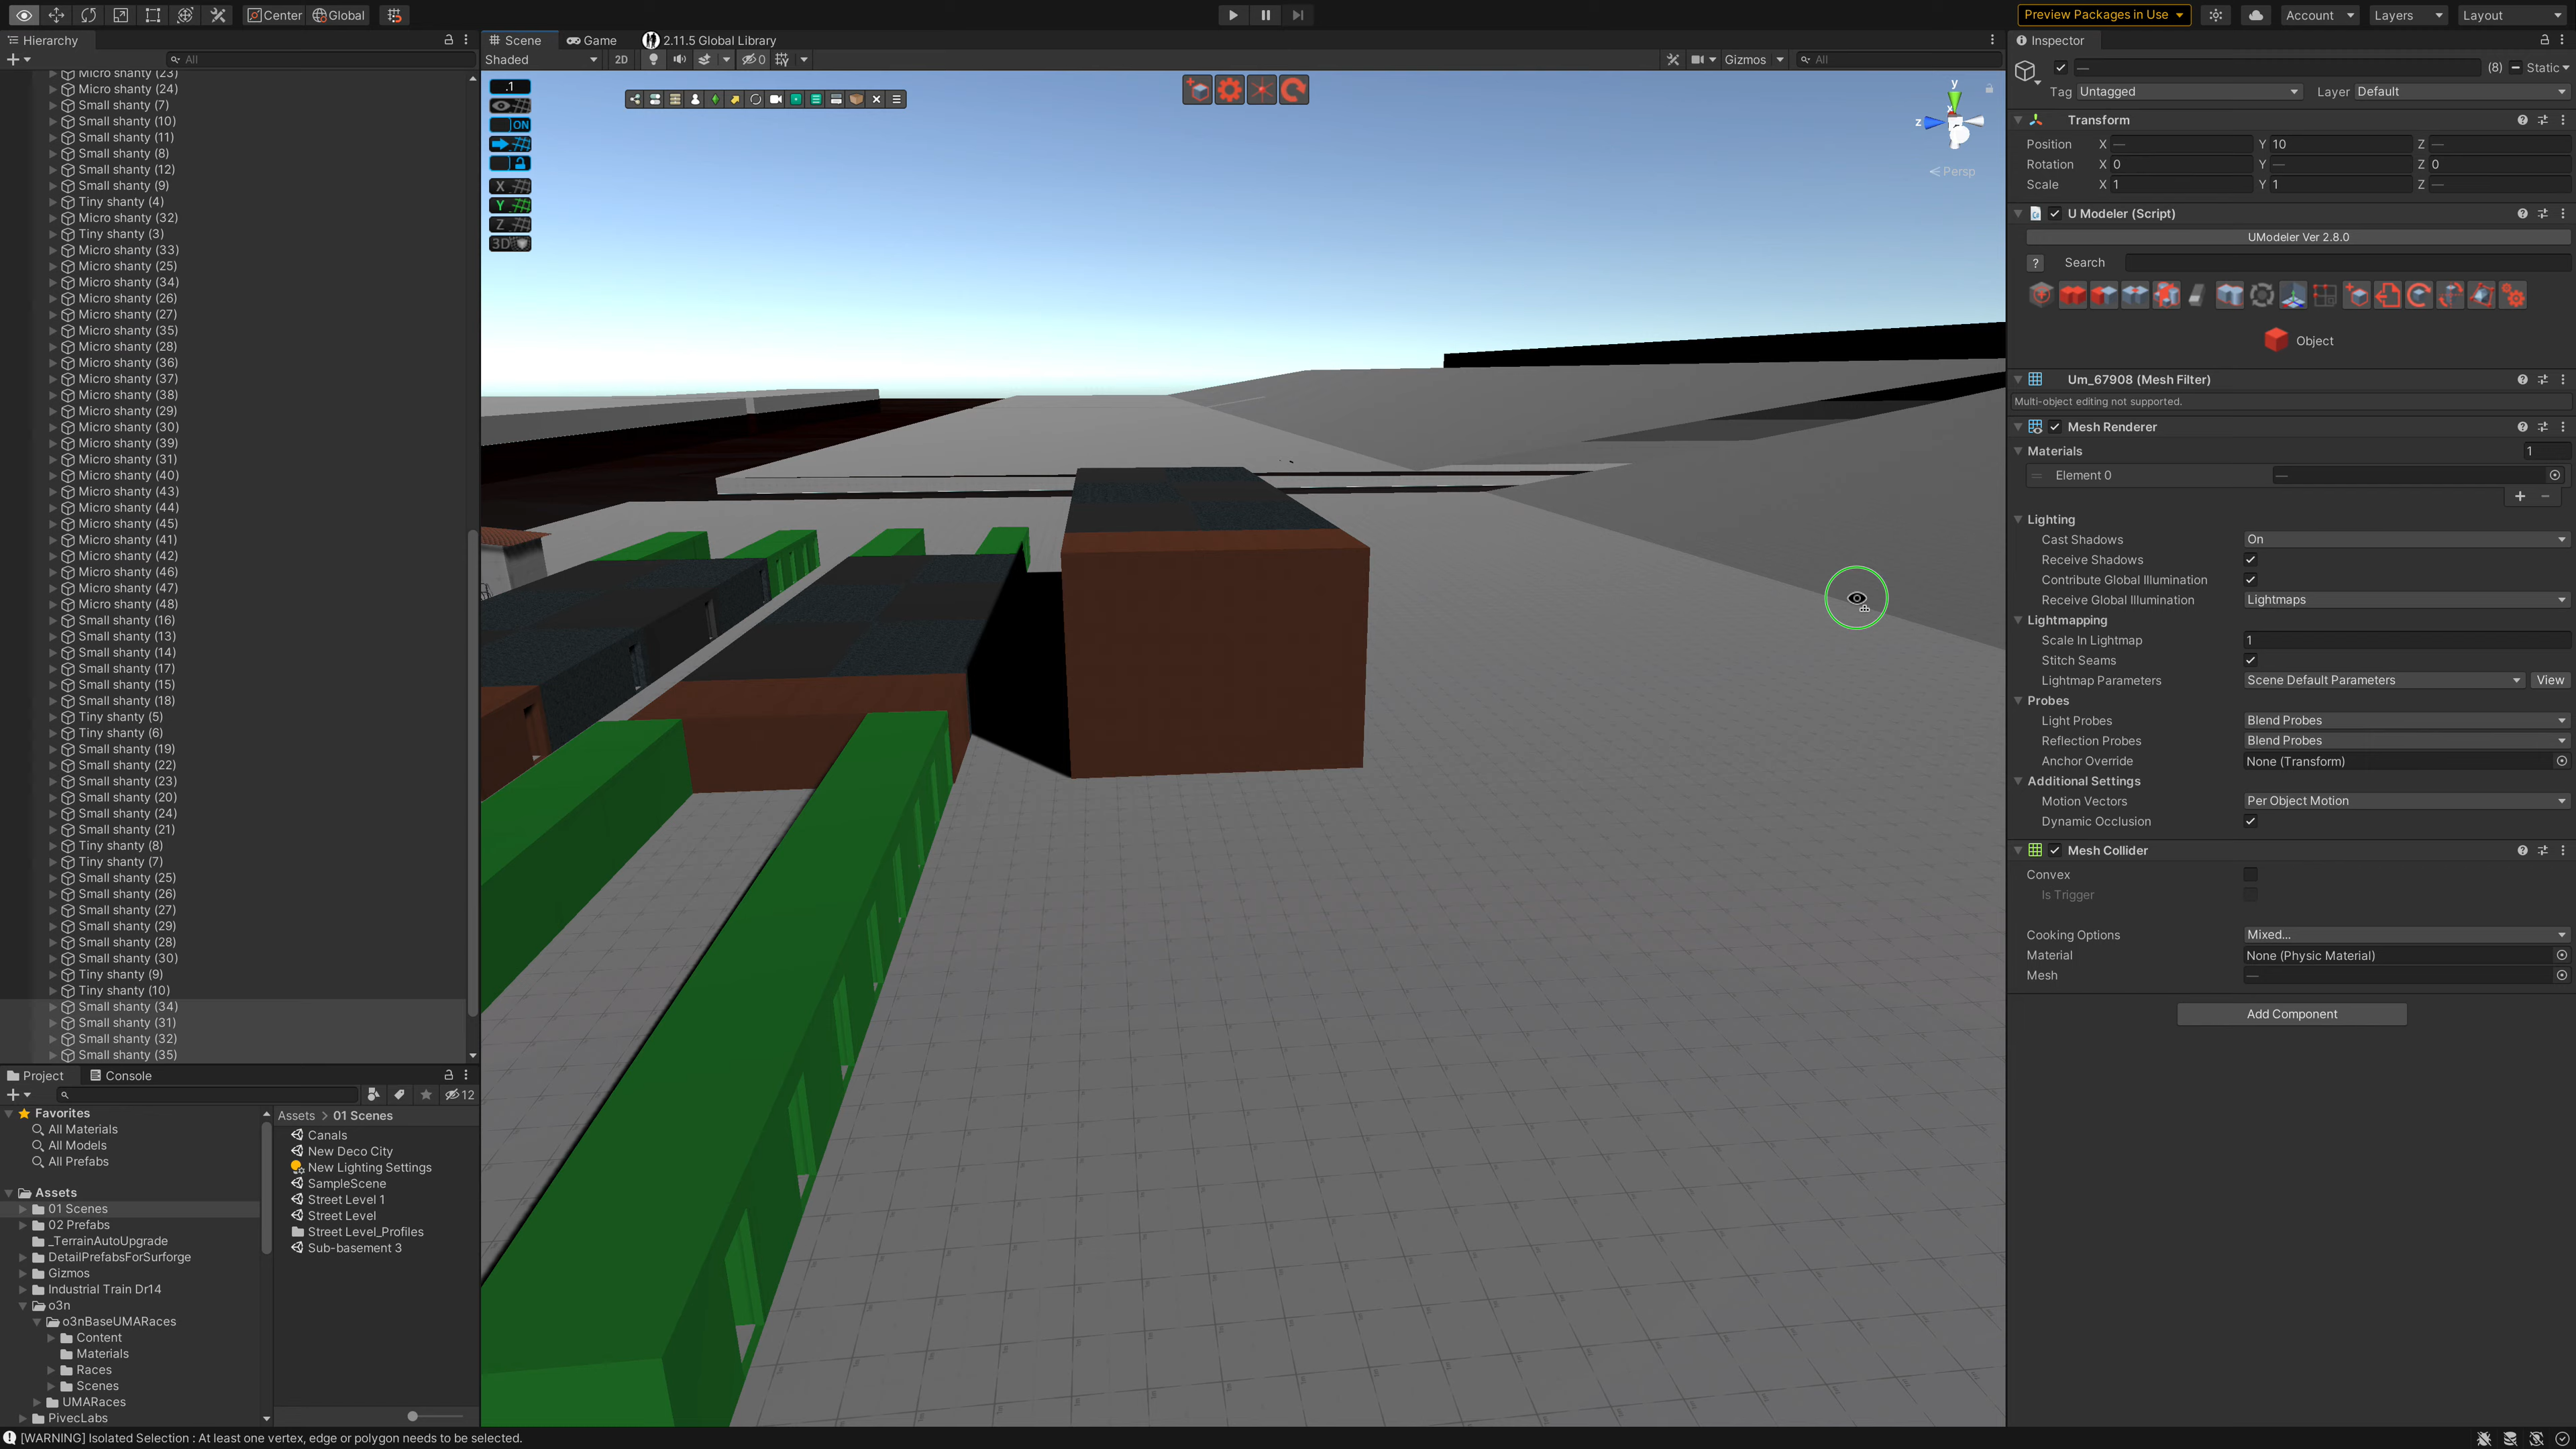 Center
Global
Preview Packages in Use
Account
Layers
Layout
Hierarchy
All
Micro shanty (23)
Micro shanty (24)
Small shanty (7)
Small shanty (10)
Small shanty (11)
Small shanty (8)
Small shanty (12)
Small shanty (9)
Tiny shanty (4)
Micro shanty (32)
Tiny shanty (3)
Micro shanty (33)
Micro shanty (25)
Micro shanty (34)
Micro shanty (26)
Micro shanty (27)
Micro shanty (35)
Micro shanty (28)
Micro shanty (36)
Micro shanty (37)
Micro shanty (38)
Micro shanty (29)
Micro shanty (30)
Micro shanty (39)
Micro shanty (31)
Micro shanty (40)
Micro shanty (43)
Micro shanty (44)
Micro shanty (45)
Micro shanty (41)
Micro shanty (42)
Micro shanty (46)
Micro shanty (47)
Micro shanty (48)
Small shanty (16)
Small shanty (13)
Small shanty (14)
Small shanty (17)
Small shanty (15)
Small shanty (18)
Tiny shanty (5)
Tiny shanty (6)
Small shanty (19)
Small shanty (22)
Small shanty (23)
Small shanty (20)
Small shanty (24)
Small shanty (21)
Tiny shanty (8)
Tiny shanty (7)
Small shanty (25)
Small shanty (26)
Small shanty (27)
Small shanty (29)
Small shanty (28)
Small shanty (30)
Tiny shanty (9)
Tiny shanty (10)
Small shanty (34)
Small shanty (31)
Small shanty (32)
Small shanty (35)
Project
Console
12
Favorites
All Materials
All Models
All Prefabs
Assets
01 Scenes
02 Prefabs
_TerrainAutoUpgrade
DetailPrefabsForSurforge
Gizmos
Industrial Train Dr14
o3n
o3nBaseUMARaces
Content
Materials
Races
Scenes
UMARaces
PivecLabs
Assets > 01 Scenes
Canals
New Deco City
New Lighting Settings
SampleScene
Street Level 1
Street Level
Street Level_Profiles
Sub-basement 3
[WARNING] Isolated Selection : At least one vertex, edge or polygon needs to be selected.
Scene
Game
2.11.5 Global Library
Shaded
2D
0
Gizmos
All
.1
ON
X
Y
Z
3D
y
x
z
Persp
Inspector
—
(8)
Static
Tag Untagged
Layer Default
Transform
Position X — Y 10 Z —
Rotation X 0 Y — Z 0
Scale X 1 Y 1 Z —
U Modeler (Script)
UModeler Ver 2.8.0
? Search
Object
Um_67908 (Mesh Filter)
Multi-object editing not supported.
Mesh Renderer
Materials 1
Element 0 —
Lighting
Cast Shadows On
Receive Shadows
Contribute Global Illumination
Receive Global Illumination Lightmaps
Lightmapping
Scale In Lightmap 1
Stitch Seams
Lightmap Parameters Scene Default Parameters View
Probes
Light Probes Blend Probes
Reflection Probes Blend Probes
Anchor Override None (Transform)
Additional Settings
Motion Vectors Per Object Motion
Dynamic Occlusion
Mesh Collider
Convex
Is Trigger
Cooking Options Mixed...
Material None (Physic Material)
Mesh —
Add Component